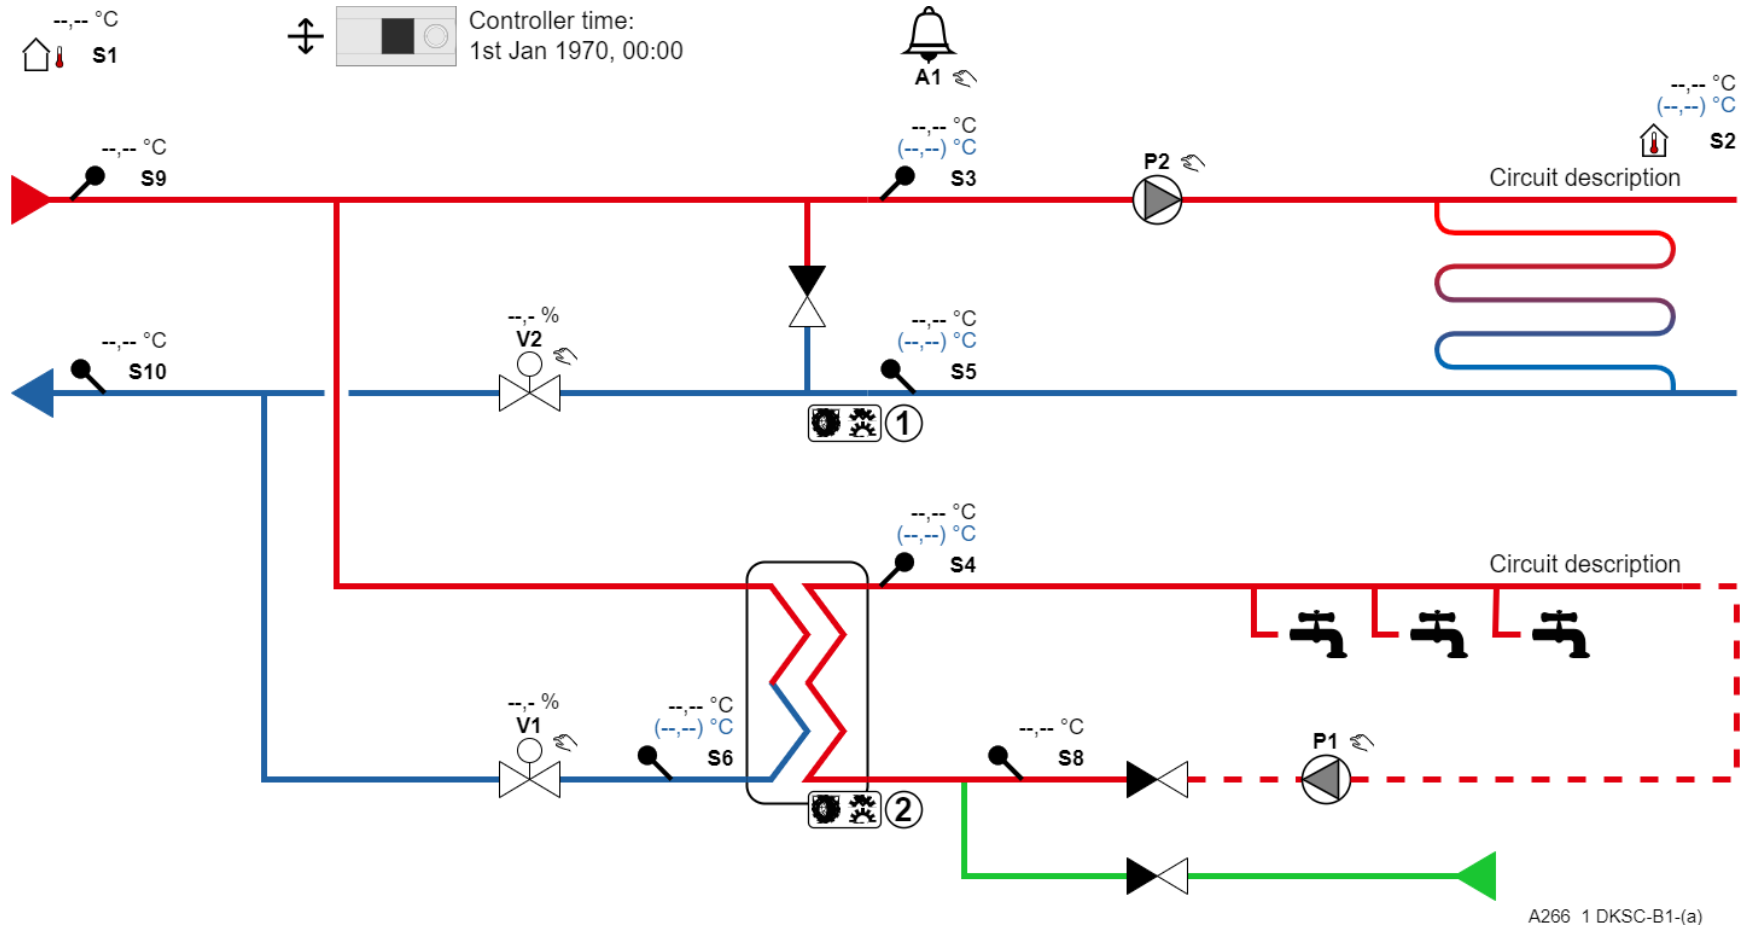 --,-- °C
S1
Controller time:
1st Jan 1970, 00:00
A1
--,-- °C
(--,--) °C
S2
--,-- °C
S9
--,-- °C
(--,--) °C
S3
P2
Circuit description
--,-- °C
S10
--,- %
V2
--,-- °C
(--,--) °C
S5
1
--,-- °C
(--,--) °C
S4
Circuit description
--,- %
V1
--,-- °C
(--,--) °C
S6
--,-- °C
S8
P1
2
A266 1 DKSC-B1-(a)